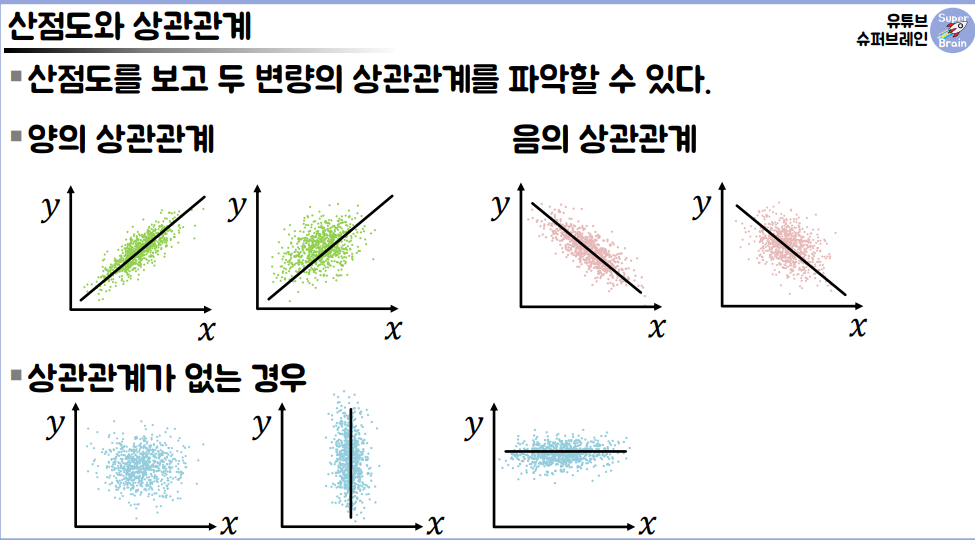 산점도와 상관관계
유튜브
슈퍼브레인
Super
Brain
산점도를 보고 두 변량의 상관관계를 파악할 수 있다.
양의 상관관계
음의 상관관계
y
x
y
x
y
x
y
x
상관관계가 없는 경우
y
x
y
x
y
x